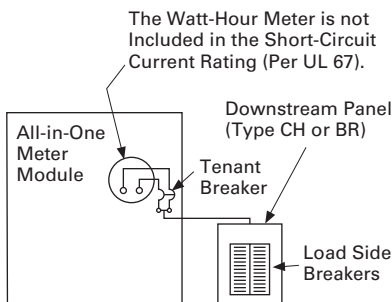 The Watt-Hour Meter is not
Included in the Short-Circuit
Current Rating (Per UL 67).
Downstream Panel
(Type CH or BR)
All-in-One
Meter
Module
Tenant
Breaker
Load Side
Breakers